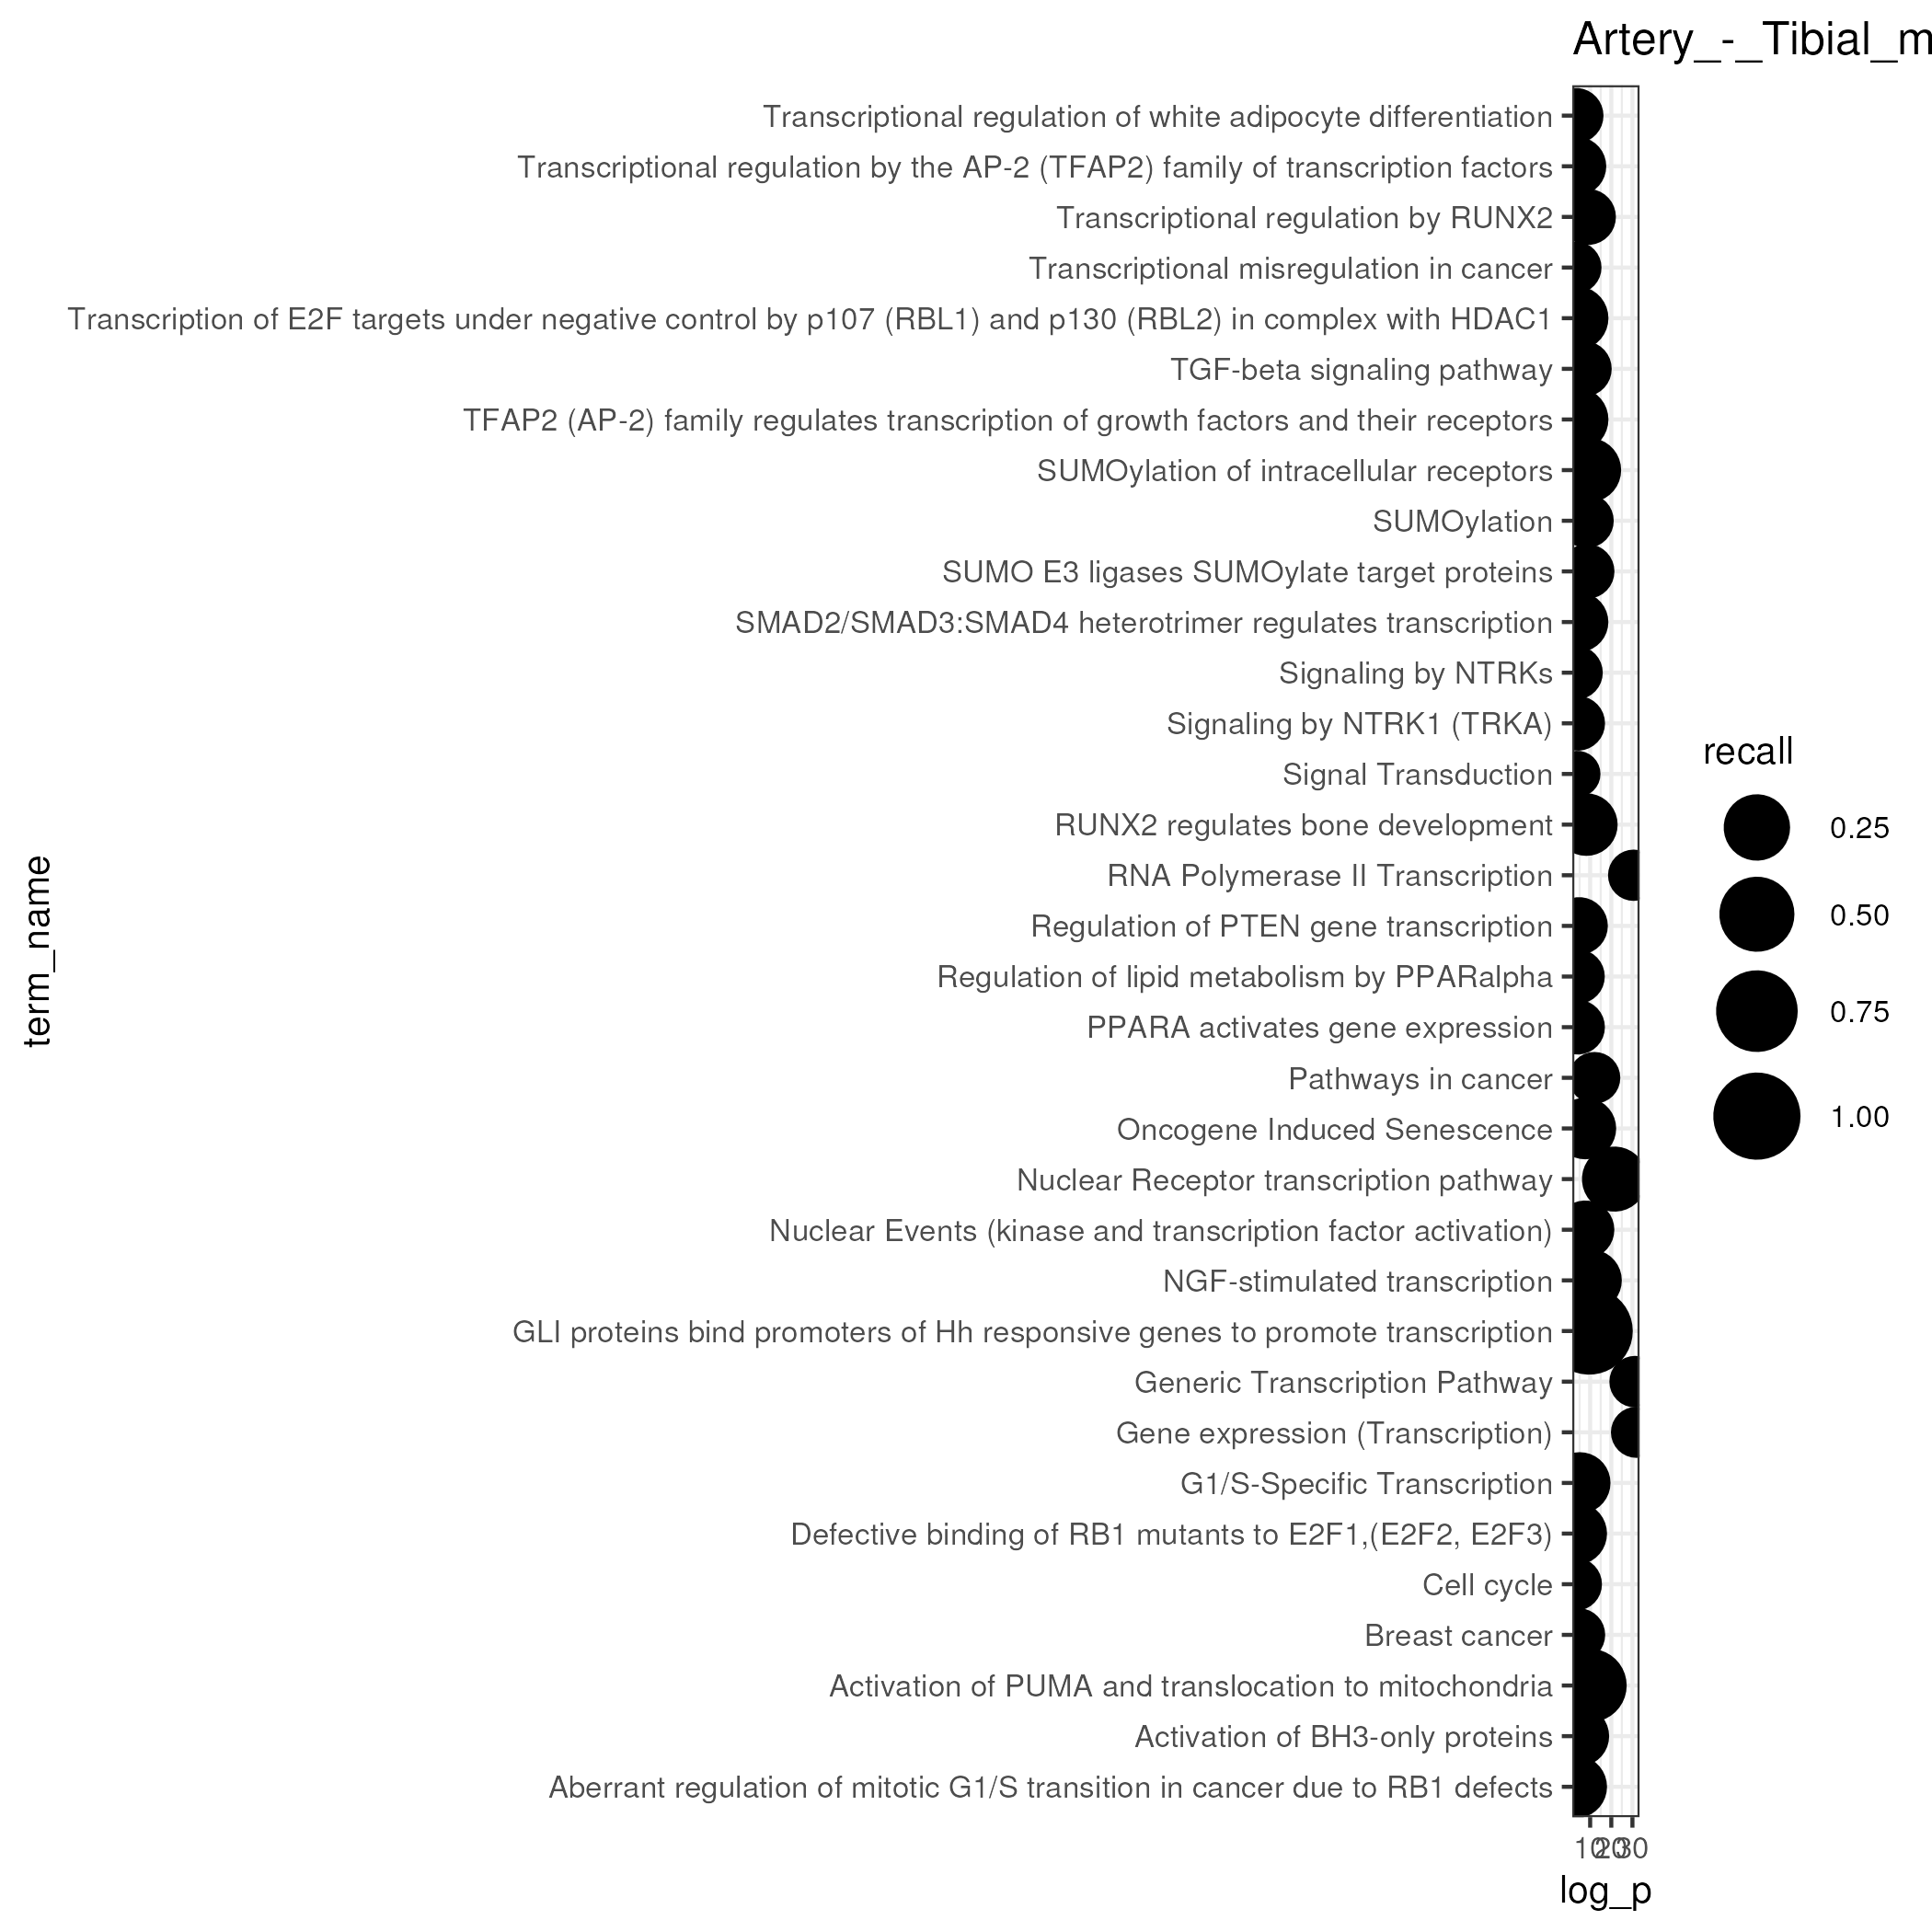 Artery_-_Tibial_m
Transcriptional regulation of white adipocyte differentiation
Transcriptional regulation by the AP-2 (TFAP2) family of transcription factors
Transcriptional regulation by RUNX2
Transcriptional misregulation in cancer
Transcription of E2F targets under negative control by p107 (RBL1) and p130 (RBL2) in complex with HDAC1
TGF-beta signaling pathway
TFAP2 (AP-2) family regulates transcription of growth factors and their receptors
SUMOylation of intracellular receptors
SUMOylation
SUMO E3 ligases SUMOylate target proteins
SMAD2/SMAD3:SMAD4 heterotrimer regulates transcription
Signaling by NTRKs
Signaling by NTRK1 (TRKA)
Signal Transduction
RUNX2 regulates bone development
RNA Polymerase II Transcription
Regulation of PTEN gene transcription
Regulation of lipid metabolism by PPARalpha
PPARA activates gene expression
Pathways in cancer
Oncogene Induced Senescence
Nuclear Receptor transcription pathway
Nuclear Events (kinase and transcription factor activation)
NGF-stimulated transcription
GLI proteins bind promoters of Hh responsive genes to promote transcription
Generic Transcription Pathway
Gene expression (Transcription)
G1/S-Specific Transcription
Defective binding of RB1 mutants to E2F1,(E2F2, E2F3)
Cell cycle
Breast cancer
Activation of PUMA and translocation to mitochondria
Activation of BH3-only proteins
Aberrant regulation of mitotic G1/S transition in cancer due to RB1 defects
term_name
10 20 30
log_p
recall
0.25
0.50
0.75
1.00